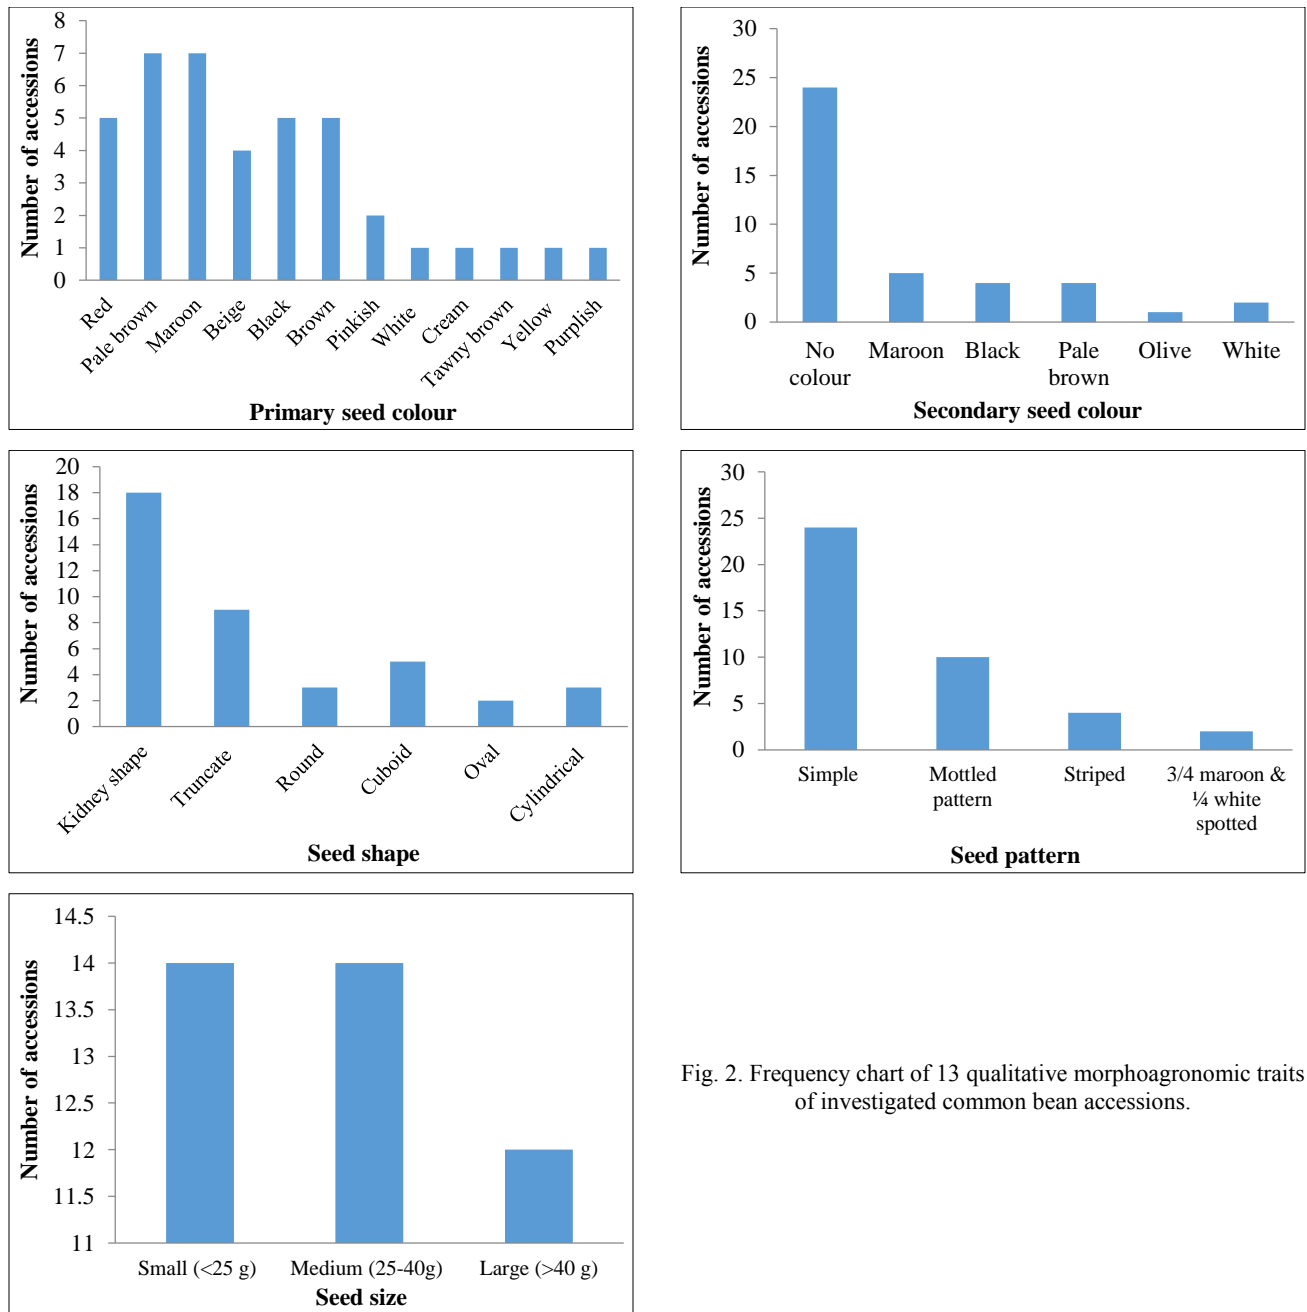 8
7
6
5
4
3
2
1
0
Number of accessions
Red
Pale brown
Maroon
Beige
Black
Brown
Pinkish
White
Cream
Tawny brown
Yellow
Purplish
Primary seed colour
30
25
20
15
10
5
0
Number of accessions
No
colour
Maroon
Black
Pale
brown
Olive
White
Secondary seed colour
20
18
16
14
12
10
8
6
4
2
0
Number of accessions
Kidney shape
Truncate
Round
Cuboid
Oval
Cylindrical
Seed shape
30
25
20
15
10
5
0
Number of accessions
Simple
Mottled
pattern
Striped
3/4 maroon &
¼ white
spotted
Seed pattern
14.5
14
13.5
13
12.5
12
11.5
11
Number of accessions
Small (<25 g)
Medium (25-40g)
Large (>40 g)
Seed size
Fig. 2. Frequency chart of 13 qualitative morphoagronomic traits
of investigated common bean accessions.